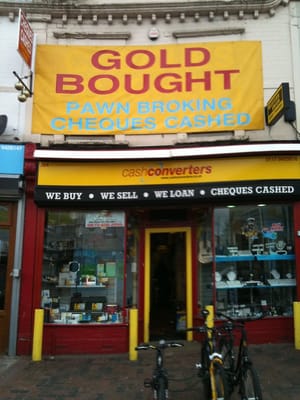 GOLD
BOUGHT
PAWN BROKING
CHEQUES CASHED
cashconverters
WE BUY • WE SELL • WE LOAN • CHEQUES CASHED